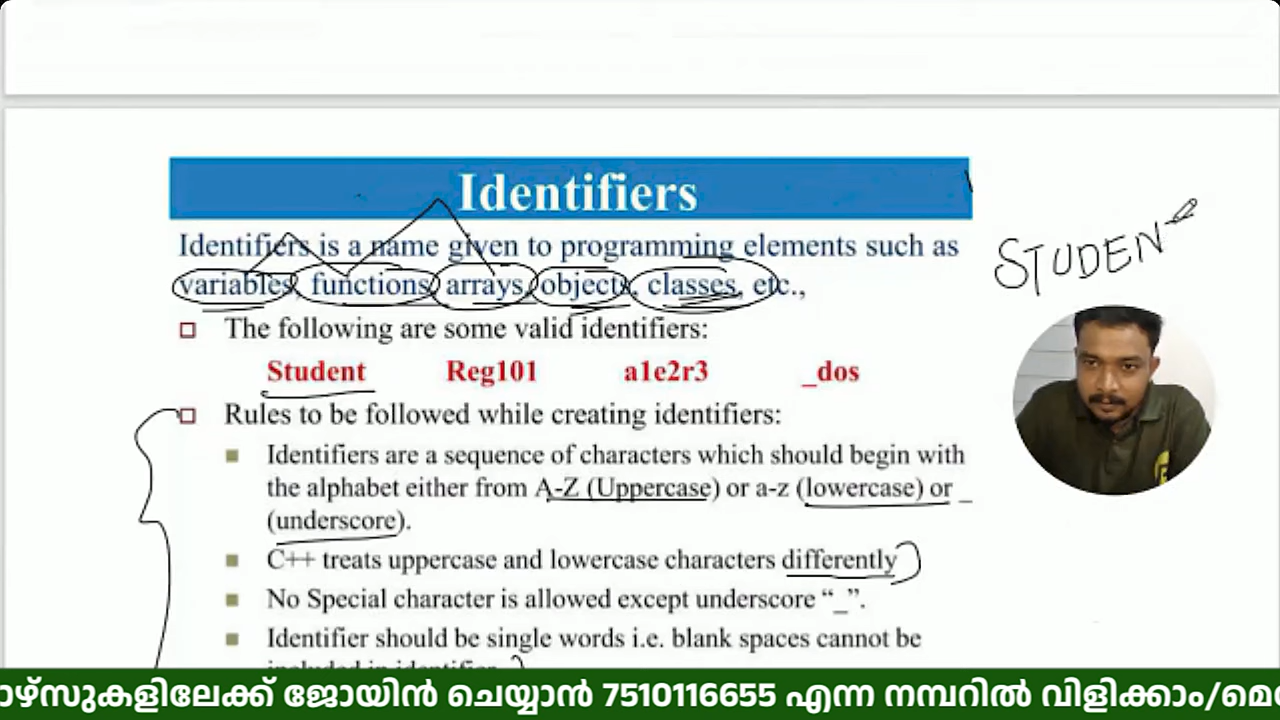 Identifiers
Identifiers is a name given to programming elements such as
variables, functions, arrays, objects, classes, etc.,
STUDEN
The following are some valid identifiers:
Student Reg101 a1e2r3 _dos
Rules to be followed while creating identifiers:
Identifiers are a sequence of characters which should begin with
the alphabet either from A-Z (Uppercase) or a-z (lowercase) or _
(underscore).
C++ treats uppercase and lowercase characters differently
No Special character is allowed except underscore “_”.
Identifier should be single words i.e. blank spaces cannot be
included in identifier.
ജോയിൻ ചെയ്യാൻ 7510116655 എന്ന നമ്പറിൽ വിളിക്കാം/